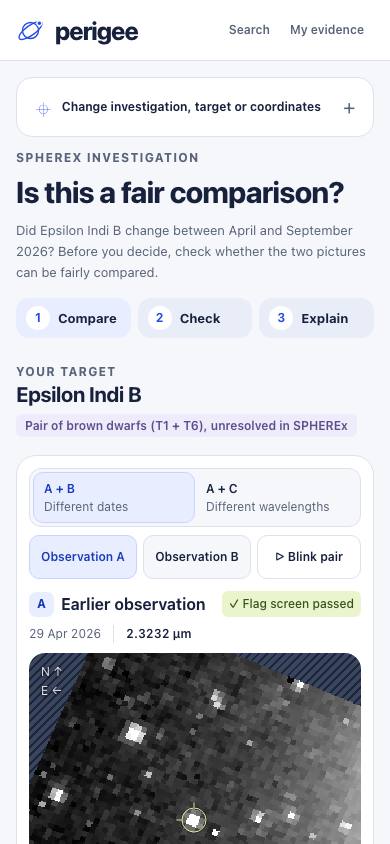 perigee
Search
My evidence
Change investigation, target or coordinates
SPHEREX INVESTIGATION
Is this a fair comparison?
Did Epsilon Indi B change between April and September
2026? Before you decide, check whether the two pictures
can be fairly compared.
1 Compare
2 Check
3 Explain
YOUR TARGET
Epsilon Indi B
Pair of brown dwarfs (T1 + T6), unresolved in SPHEREx
A + B
Different dates
A + C
Different wavelengths
Observation A
Observation B
▷ Blink pair
A Earlier observation
✓ Flag screen passed
29 Apr 2026
2.3232 µm
N ↑
E ←